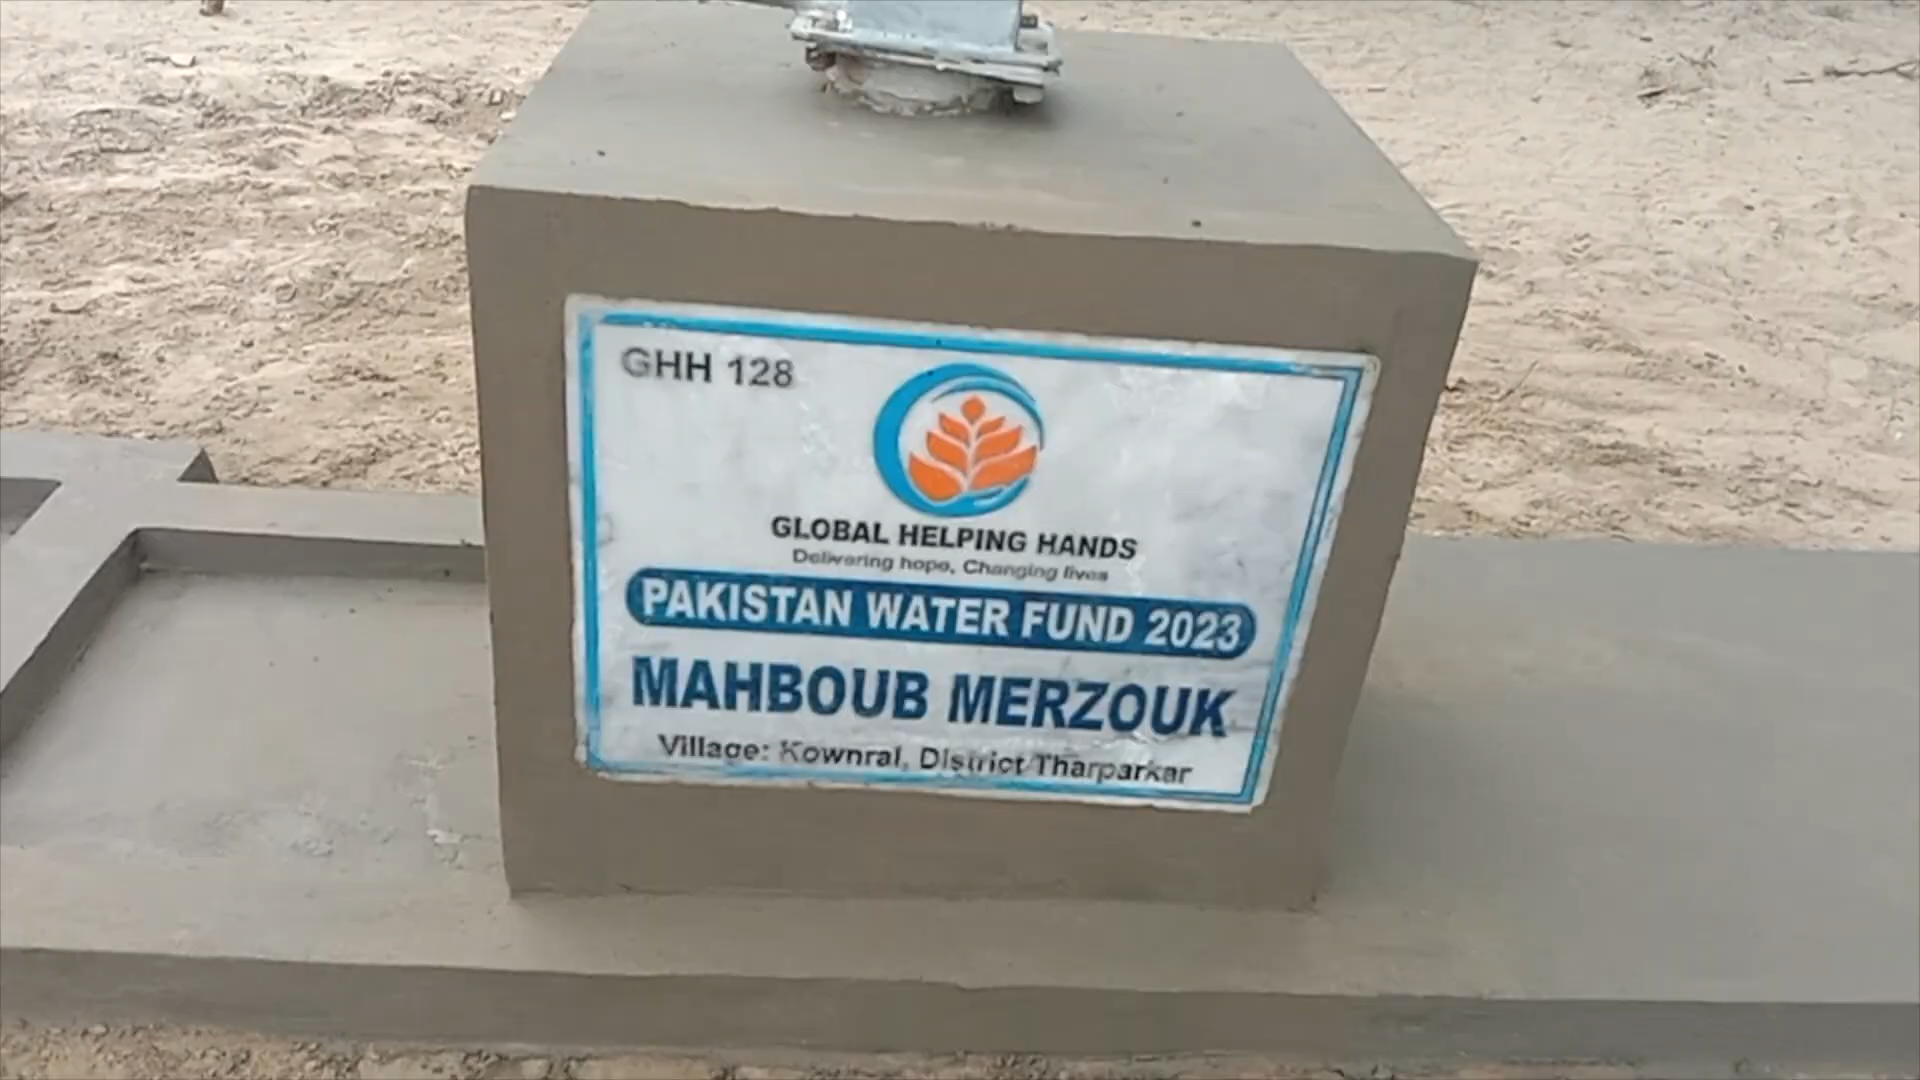 GHH 128
GLOBAL HELPING HANDS
Delivering hope, Changing lives
PAKISTAN WATER FUND 2023
MAHBOUB MERZOUK
Village: Kownral, District Tharparkar